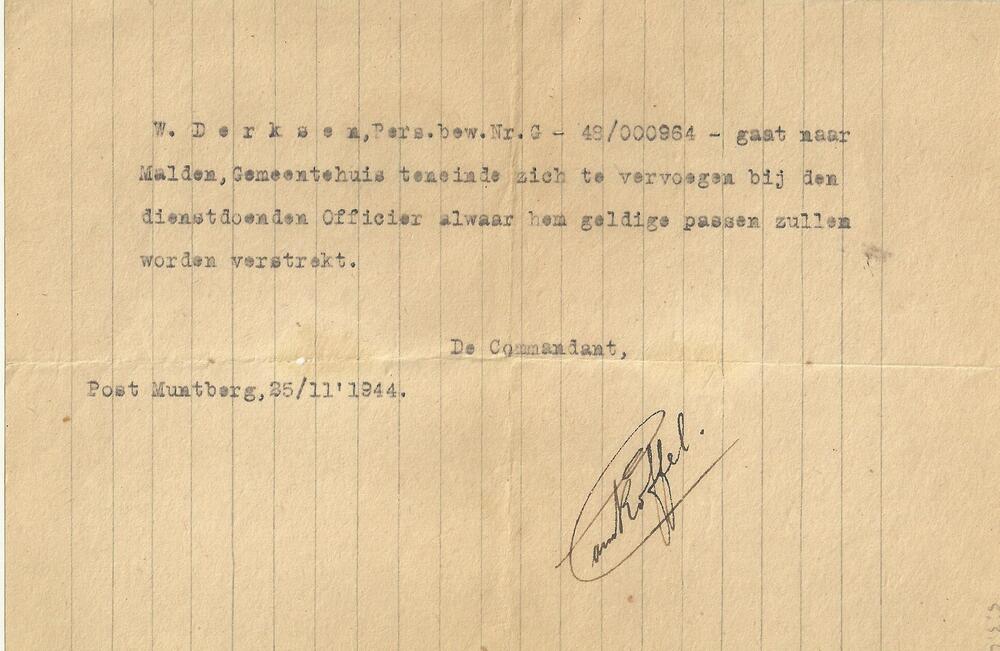 W. D e r k s e n,Pers.bew.Nr.G - 48/000964 - gaat naar
Malden,Gemeentehuis teneinde zich te vervoegen bij den
dienstdoenden Officier alwaar hem geldige passen zullen
worden verstrekt.
De Commandant,
Post Muntberg,25/11'1944.